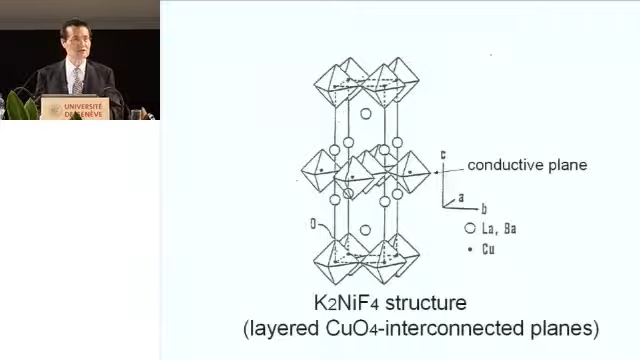 UNIVERSITÉ
DE GENÈVE
c
conductive plane
a
b
La, Ba
O
Cu
K2NiF4 structure
(layered CuO4-interconnected planes)